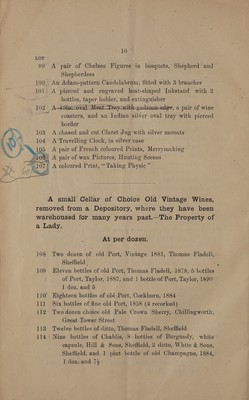 10
LOT
99 A pair of Chelsea Figures in bosquets, Shepherd and
Shepherdess
100 An Adam-pattern Candelabrum, fitted with 3 branches
101 A pierced and engraved boat-shaped Inkstand with 2
bottles, taper holder, and extinguisher
102 A oval Meat Tray with gadroon edge, a pair of wine
coasters, and an Indian silver oval tray with pierced
border
103 A chased and cut Claret Jug with silver mounts
104 A Travelling Clock, in silver case
105 A pair of French coloured Prints, Merrymaking
106 A pair of wax Pictures, Hunting Scenes
107 A coloured Print, "Taking Physic"
A small Cellar of Choice Old Vintage Wines,
removed from a Depository, where they have been
warehoused for many years past. The Property of
a Lady.
At per dozen.
108 Two dozen of old Port, Vintage 1881, Thomas Fladell,
Sheffield
109 Eleven bottles of old Port, Thomas Fladell, 1878, 5 bottles
of Port, Taylor, 1887, and 1 bottle of Port, Taylor, 1890
1 doz. and 5
110 Eighteen bottles of old Port, Cockburn, 1884
111 Six bottles of fine old Port, 1858 (4 recorked)
112 Two dozen choice old Pale Crown Sherry, Chillingworth,
Great Tower Street
113 Twelve bottles of ditto, Thomas Fladell, Sheffield
114 Nine bottles of Chablis, 8 bottles of Burgundy, white
capsule, Hill & Sons, Sheffield, 2 ditto, White & Sons,
Sheffield, and 1 pint bottle of old Champagne, 1884,
1 doz. and 7½